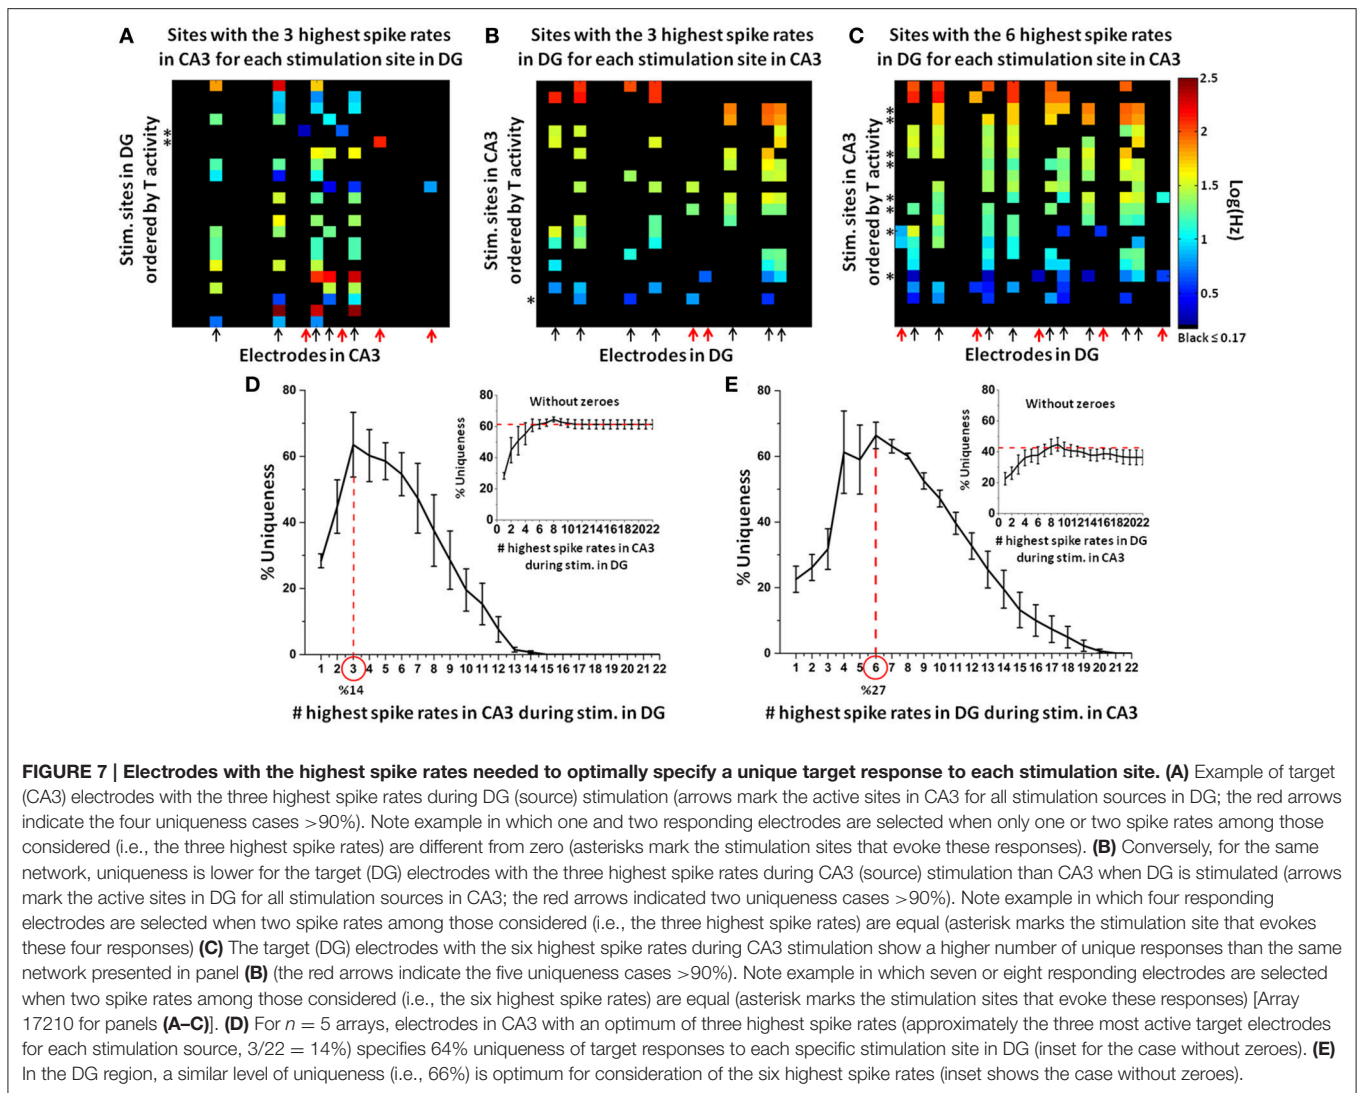 A Sites with the 3 highest spike rates
in CA3 for each stimulation site in DG
Stim. sites in DG
ordered by T activity
*
*
Electrodes in CA3
B Sites with the 3 highest spike rates
in DG for each stimulation site in CA3
Stim. sites in CA3
ordered by T activity
*
Electrodes in DG
C Sites with the 6 highest spike rates
in DG for each stimulation site in CA3
Stim. sites in CA3
ordered by T activity
*
*
*
*
*
*
*
*
Electrodes in DG
2.5
2
1.5
1
0.5
Log(Hz)
Black ≤ 0.17
D
80
60
40
20
0
% Uniqueness
1 2 3 4 5 6 7 8 9 10 11 12 13 14 15 16 17 18 19 20 21 22
%14
# highest spike rates in CA3 during stim. in DG
Without zeroes
80
60
40
20
0
% Uniqueness
0 2 4 6 8 10 12 14 16 18 20 22
# highest spike rates in CA3
during stim. in DG
E
80
60
40
20
0
% Uniqueness
1 2 3 4 5 6 7 8 9 10 11 12 13 14 15 16 17 18 19 20 21 22
%27
# highest spike rates in DG during stim. in CA3
Without zeroes
80
60
40
20
0
% Uniqueness
0 2 4 6 8 10 12 14 16 18 20 22
# highest spike rates in DG
during stim. in CA3
FIGURE 7 | Electrodes with the highest spike rates needed to optimally specify a unique target response to each stimulation site. (A) Example of target
(CA3) electrodes with the three highest spike rates during DG (source) stimulation (arrows mark the active sites in CA3 for all stimulation sources in DG; the red arrows
indicate the four uniqueness cases >90%). Note example in which one and two responding electrodes are selected when only one or two spike rates among those
considered (i.e., the three highest spike rates) are different from zero (asterisks mark the stimulation sites that evoke these responses). (B) Conversely, for the same
network, uniqueness is lower for the target (DG) electrodes with the three highest spike rates during CA3 (source) stimulation than CA3 when DG is stimulated (arrows
mark the active sites in DG for all stimulation sources in CA3; the red arrows indicated two uniqueness cases >90%). Note example in which four responding
electrodes are selected when two spike rates among those considered (i.e., the three highest spike rates) are equal (asterisk marks the stimulation site that evokes
these four responses) (C) The target (DG) electrodes with the six highest spike rates during CA3 stimulation show a higher number of unique responses than the same
network presented in panel (B) (the red arrows indicate the five uniqueness cases >90%). Note example in which seven or eight responding electrodes are selected
when two spike rates among those considered (i.e., the six highest spike rates) are equal (asterisk marks the stimulation sites that evoke these responses) [Array
17210 for panels (A–C)]. (D) For n = 5 arrays, electrodes in CA3 with an optimum of three highest spike rates (approximately the three most active target electrodes
for each stimulation source, 3/22 = 14%) specifies 64% uniqueness of target responses to each specific stimulation site in DG (inset for the case without zeroes). (E)
In the DG region, a similar level of uniqueness (i.e., 66%) is optimum for consideration of the six highest spike rates (inset shows the case without zeroes).